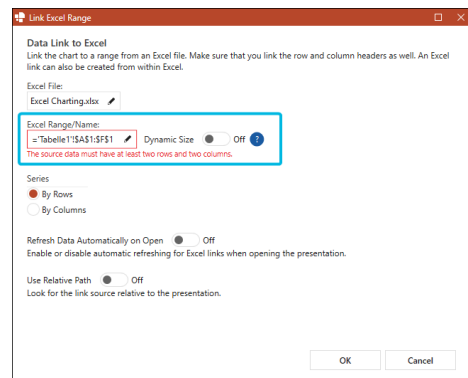 Link Excel Range
Data Link to Excel
Link the chart to a range from an Excel file. Make sure that you link the row and column headers as well. An Excel
link can also be created from within Excel.
Excel File:
Excel Charting.xlsx
Excel Range/Name:
='Tabelle1'!$A$1:$F$1 Dynamic Size Off ?
The source data must have at least two rows and two columns.
Series
By Rows
By Columns
Refresh Data Automatically on Open Off
Enable or disable automatic refreshing for Excel links when opening the presentation.
Use Relative Path Off
Look for the link source relative to the presentation.
OK Cancel